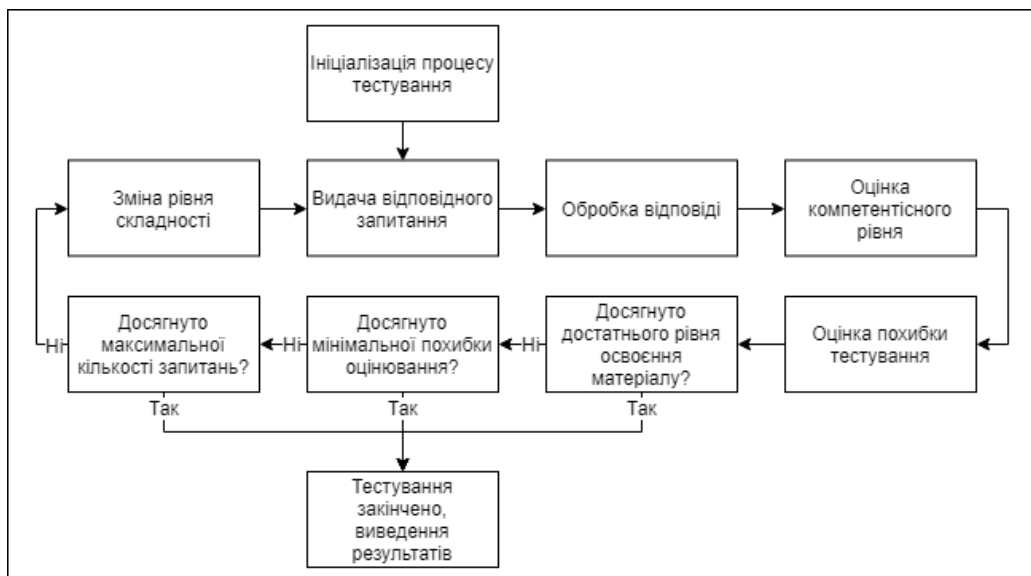 Ініціалізація процесу
тестування
Зміна рівня
складності
Видача відповідного
запитання
Обробка відповіді
Оцінка
компетентісного
рівня
Ні
Досягнуто
максимальної
кількості запитань?
Ні
Досягнуто
мінімальної похибки
оцінювання?
Ні
Досягнуто
достатнього рівня
освоєння
матеріалу?
Оцінка похибки
тестування
Так
Так
Так
Тестування
закінчено,
виведення
результатів